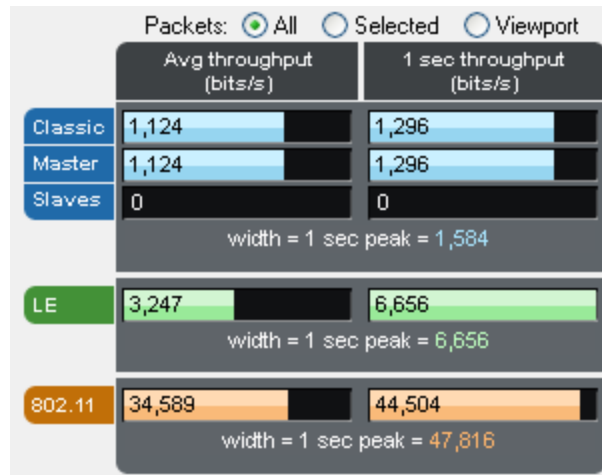 Packets: All Selected Viewport
Avg throughput (bits/s) 1 sec throughput (bits/s)
Classic 1,124 1,296
Master 1,124 1,296
Slaves 0 0
width = 1 sec peak = 1,584
LE 3,247 6,656
width = 1 sec peak = 6,656
802.11 34,589 44,504
width = 1 sec peak = 47,816